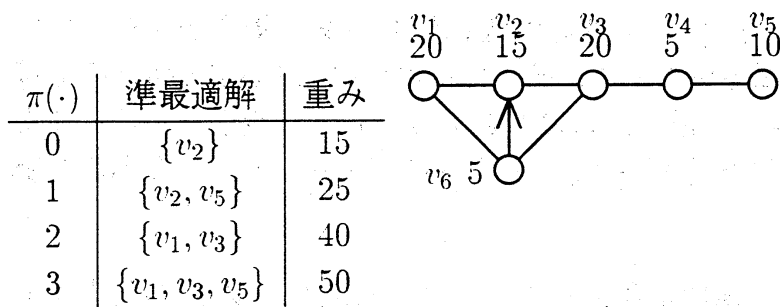 π(·) 準最適解 重み
0 {v₂} 15
1 {v₂, v₅} 25
2 {v₁, v₃} 40
3 {v₁, v₃, v₅} 50
v₁ v₂ v₃ v₄ v₅
20 15 20 5 10
v₆ 5